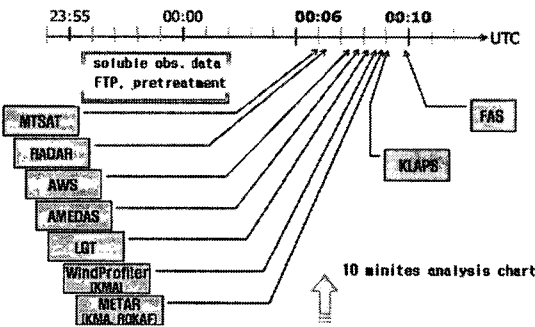 23:55 00:00 00:06 00:10
UTC
soluble obs. data
FTP, pretreatment
MTSAT
FAS
RADAR
KLAPS
AWS
AMEDAS
LGT
WindProfiler
(KMA)
10 minites analysis chart
METAR
(KMA, ROKAF)